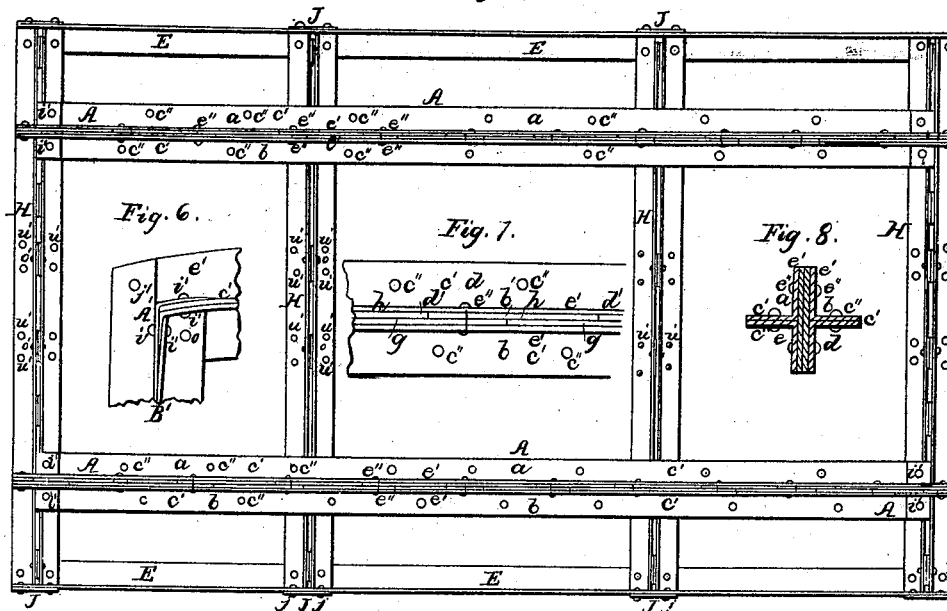 J J
E E
A
i' A c'' a c'' c' e'' e'' c' c'' e'' a c''
i' c'' c' c'' b e'' c'' c''
H u' u' o' u' u' u' u' H H
Fig. 6. Fig. 7. Fig. 8.
j'' i' e' c' A' i' i' i' o B'
c'' c' d c''
h d' e'' b h e' d'
g e' g
c'' b c' c''
e' e'
e'' a e'' b c''
c' c' c' e d
u' o' u' u' o' u' u' u'
A
i' A c'' a c'' c' c'' e'' e' a c' i'
i' c' b c'' e'' e' b c' A i'
E E
J J J J J J